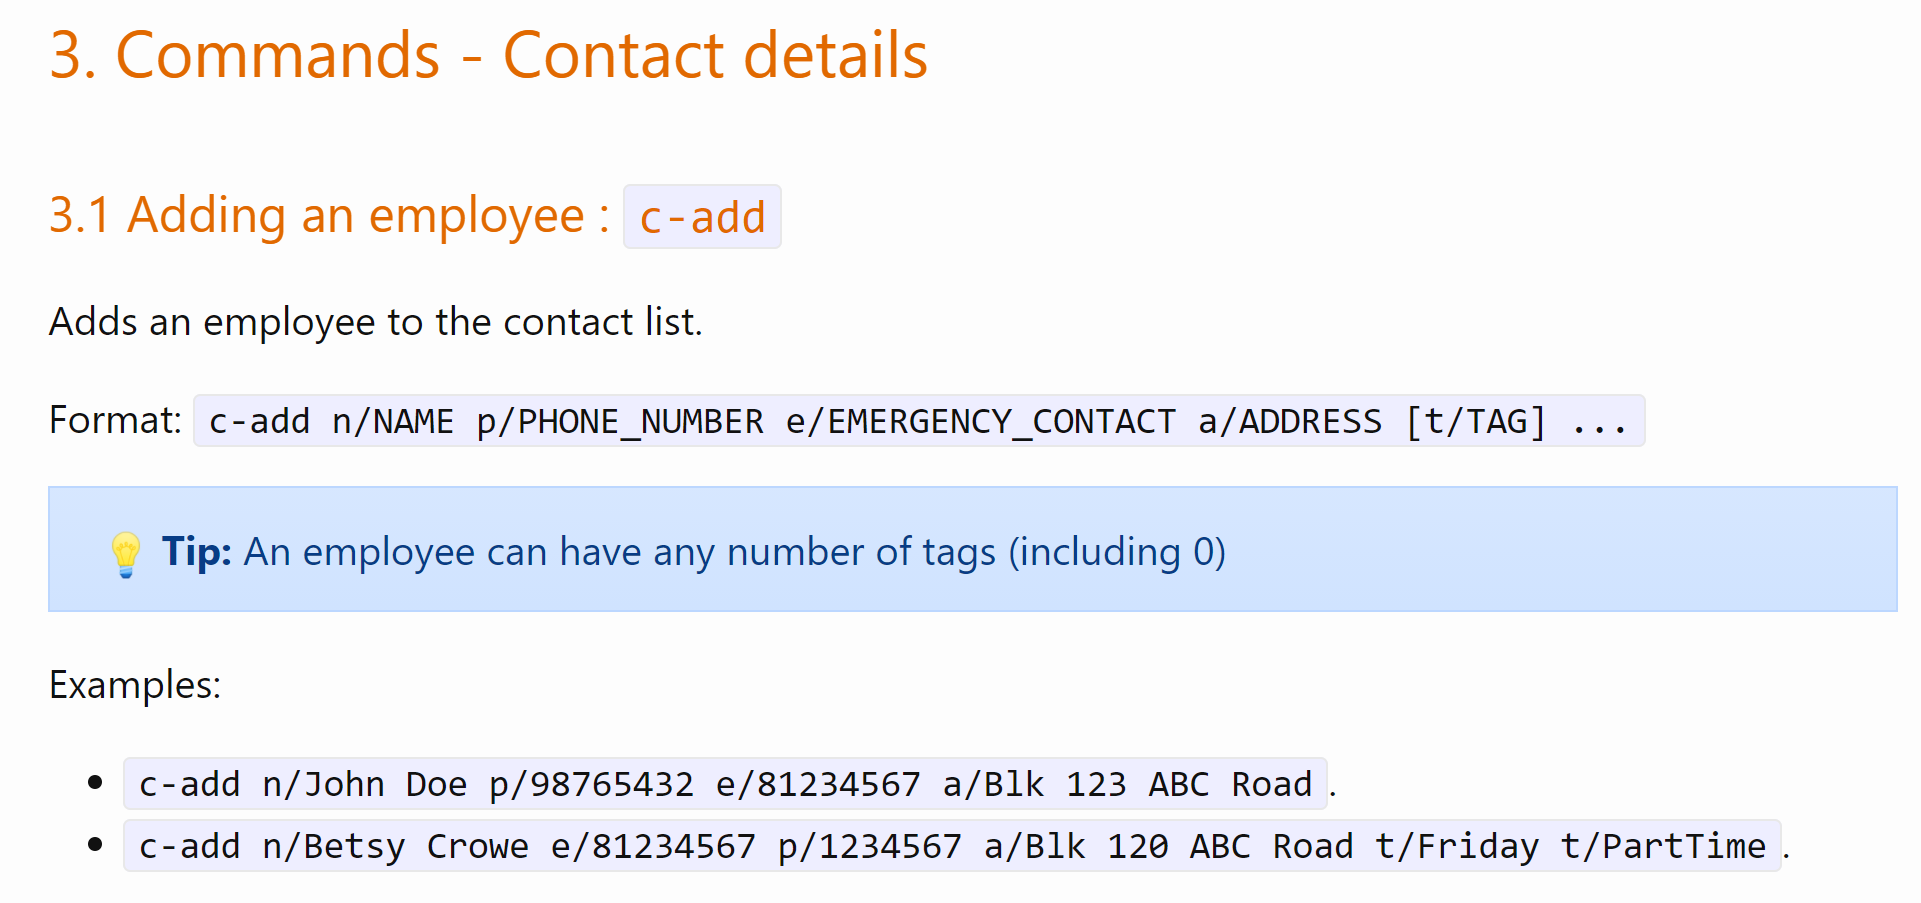 3. Commands - Contact details
3.1 Adding an employee : c-add
Adds an employee to the contact list.
Format: c-add n/NAME p/PHONE_NUMBER e/EMERGENCY_CONTACT a/ADDRESS [t/TAG] ...
💡 Tip: An employee can have any number of tags (including 0)
Examples:
• c-add n/John Doe p/98765432 e/81234567 a/Blk 123 ABC Road.
• c-add n/Betsy Crowe e/81234567 p/1234567 a/Blk 120 ABC Road t/Friday t/PartTime.